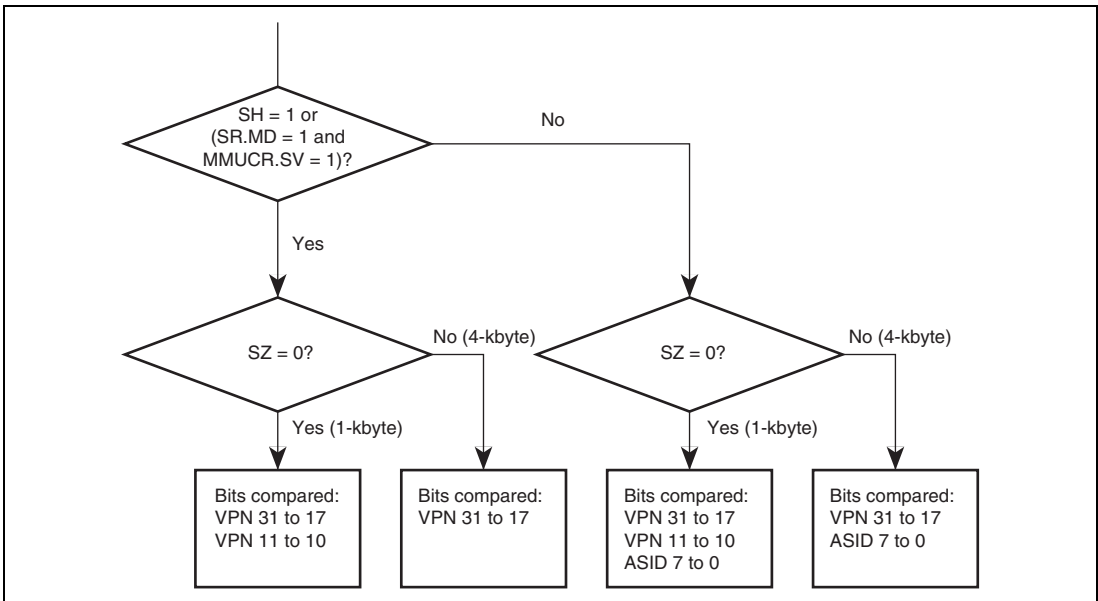 SH = 1 or
(SR.MD = 1 and
MMUCR.SV = 1)?
No
Yes
SZ = 0?
No (4-kbyte)
SZ = 0?
No (4-kbyte)
Yes (1-kbyte)
Yes (1-kbyte)
Bits compared:
VPN 31 to 17
VPN 11 to 10
Bits compared:
VPN 31 to 17
Bits compared:
VPN 31 to 17
VPN 11 to 10
ASID 7 to 0
Bits compared:
VPN 31 to 17
ASID 7 to 0